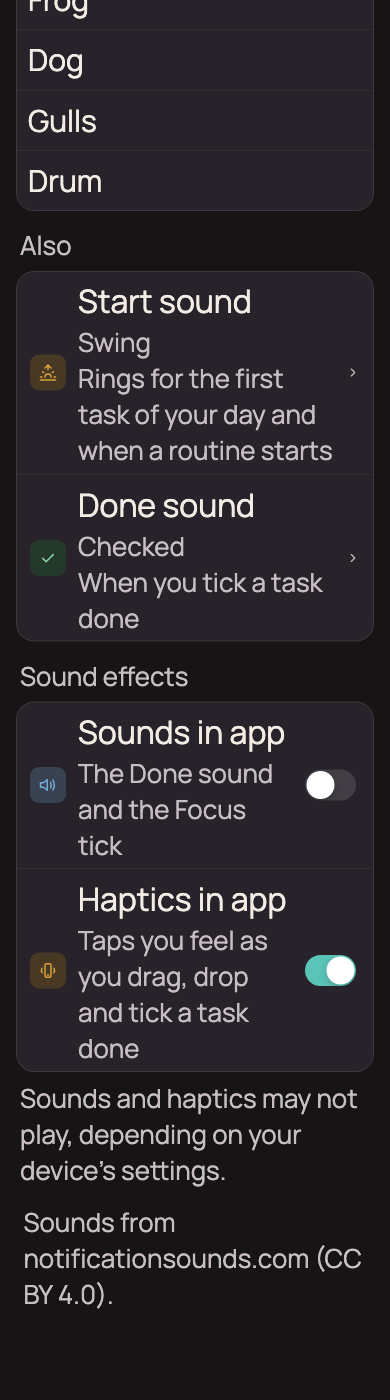 Frog
Dog
Gulls
Drum
Also
Start sound
Swing
Rings for the first
task of your day and
when a routine starts
Done sound
Checked
When you tick a task
done
Sound effects
Sounds in app
The Done sound
and the Focus
tick
Haptics in app
Taps you feel as
you drag, drop
and tick a task
done
Sounds and haptics may not
play, depending on your
device's settings.
Sounds from
notificationsounds.com (CC
BY 4.0).